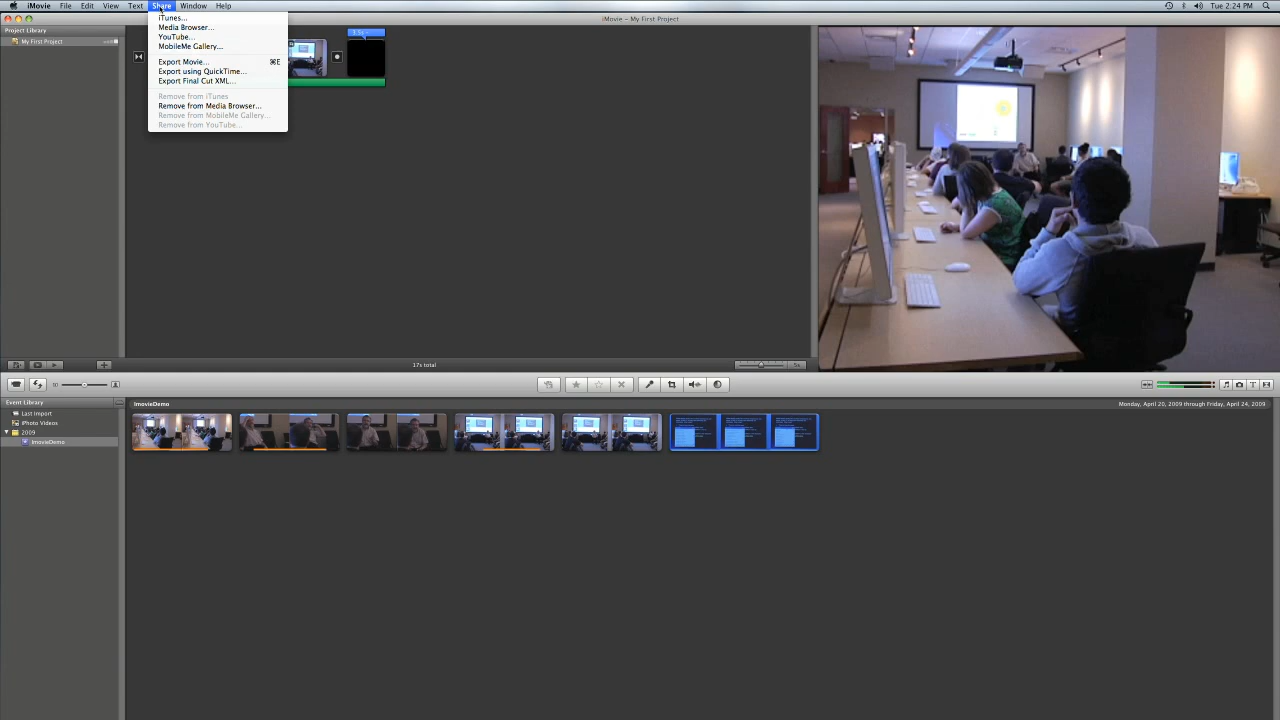 iMovie File Edit View Text Share Window Help Tue 2:24 PM
iMovie - My First Project
Project Library
My First Project
iTunes...
Media Browser...
YouTube...
MobileMe Gallery...
Export Movie... ⌘E
Export using QuickTime...
Export Final Cut XML...
Remove from iTunes
Remove from Media Browser...
Remove from MobileMe Gallery...
Remove from YouTube...
17s total
Event Library
ImovieDemo
Monday, April 20, 2009 through Friday, April 24, 2009
Last Import
iPhoto Videos
2009
ImovieDemo